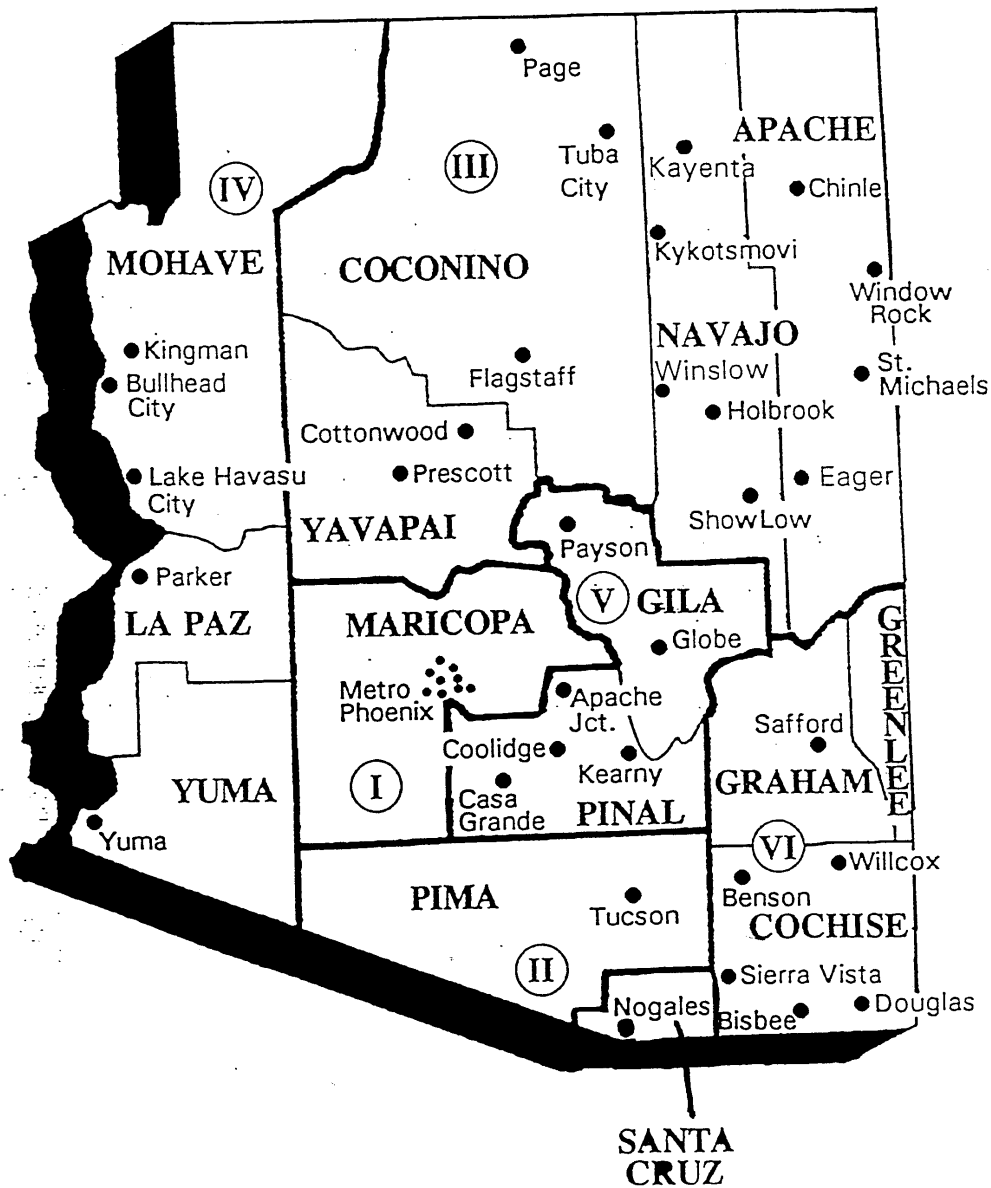 Page
APACHE
Tuba
City
Kayenta
Chinle
III
IV
Kykotsmovi
MOHAVE
COCONINO
Window
Rock
NAVAJO
Kingman
Bullhead
City
Flagstaff
Winslow
St.
Michaels
Holbrook
Cottonwood
Prescott
Lake Havasu
City
Eager
ShowLow
YAVAPAI
Payson
Parker
V
GILA
LA PAZ
MARICOPA
Globe
GREENLEE
Metro
Phoenix
Apache
Jct.
Safford
Coolidge
Kearny
YUMA
I
Casa
Grande
PINAL
GRAHAM
Yuma
VI
Willcox
PIMA
Tucson
Benson
COCHISE
II
Sierra Vista
Nogales
Bisbee
Douglas
SANTA
CRUZ